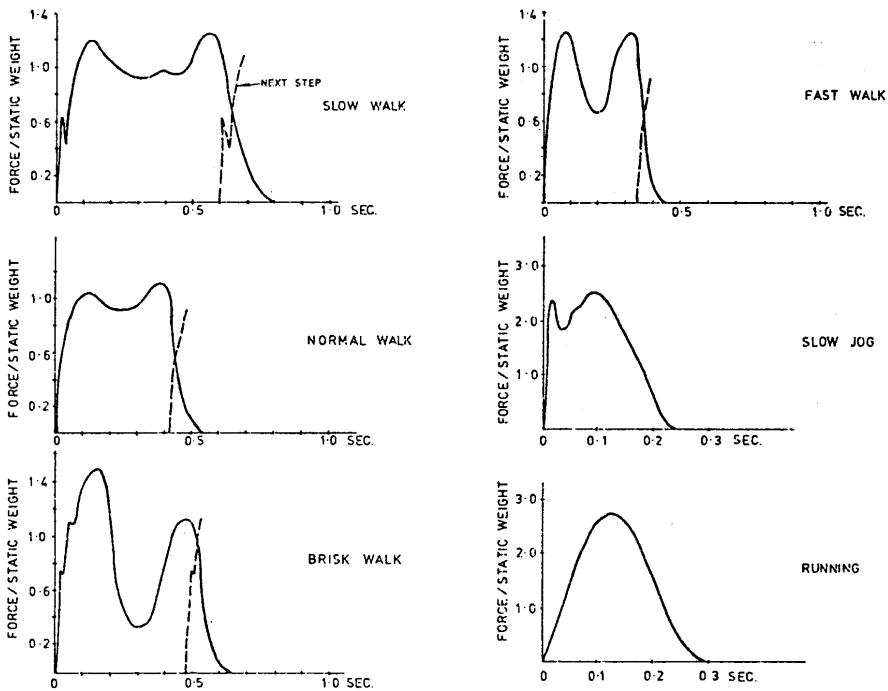 FORCE/STATIC WEIGHT
1·4
1·0
0·6
0·2
NEXT STEP
SLOW WALK
0
0·5
1·0 SEC.
FORCE/STATIC WEIGHT
1·4
1·0
0·6
0·2
FAST WALK
0
0·5
1·0 SEC.
FORCE/STATIC WEIGHT
1·0
0·6
0·2
NORMAL WALK
0
0·5
1·0 SEC.
FORCE/STATIC WEIGHT
3·0
2·0
1·0
SLOW JOG
0
0·1
0·2
0·3 SEC.
FORCE/STATIC WEIGHT
1·4
1·0
0·6
0·2
BRISK WALK
0
0·5
1·0 SEC.
FORCE/STATIC WEIGHT
3·0
2·0
1·0
RUNNING
0
0·1
0·2
0·3 SEC.